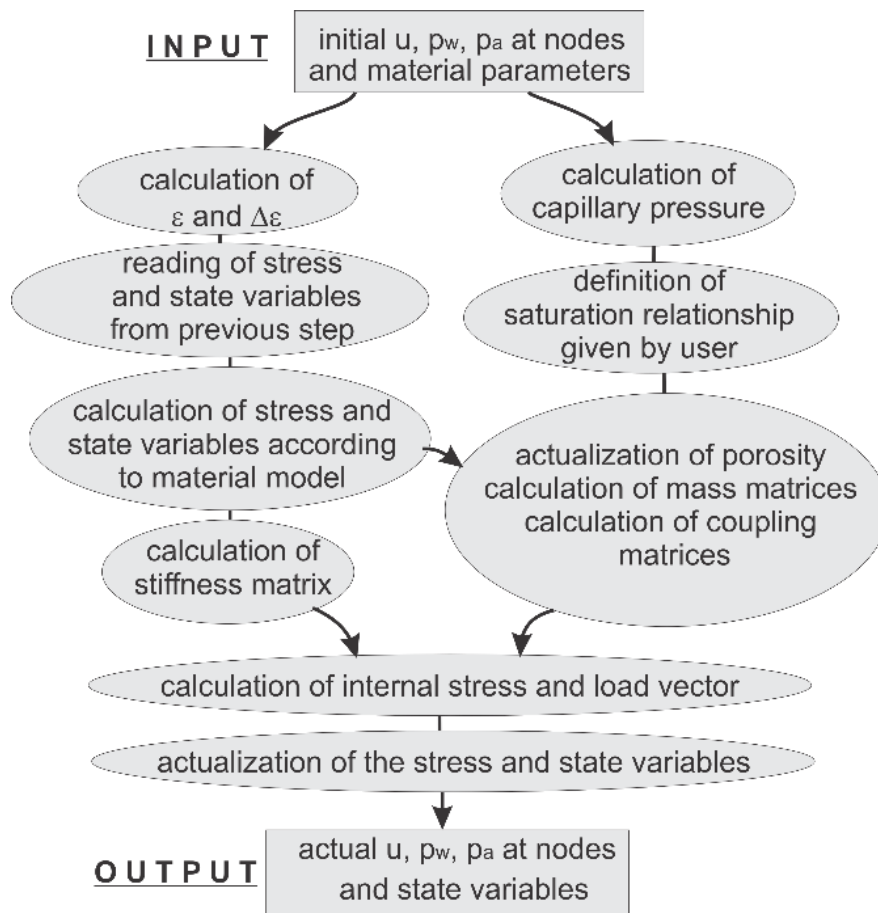 INPUT
initial u, pw, pa at nodes
and material parameters
calculation of
ε and Δε
calculation of
capillary pressure
reading of stress
and state variables
from previous step
definition of
saturation relationship
given by user
calculation of stress and
state variables according
to material model
actualization of porosity
calculation of mass matrices
calculation of coupling
matrices
calculation of
stiffness matrix
calculation of internal stress and load vector
actualization of the stress and state variables
OUTPUT
actual u, pw, pa at nodes
and state variables